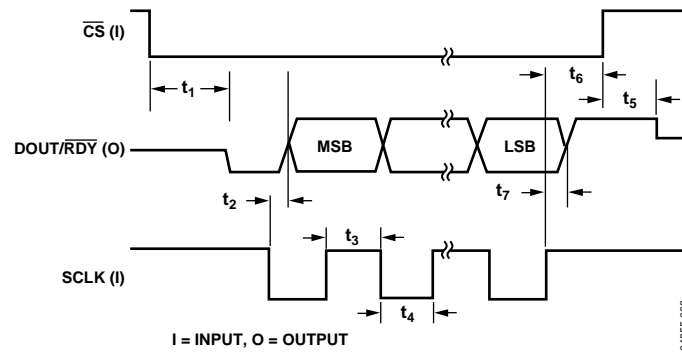 CS (I)
t1
t6
t5
DOUT/RDY (O)
MSB
LSB
t2
t7
t3
SCLK (I)
t4
I = INPUT, O = OUTPUT